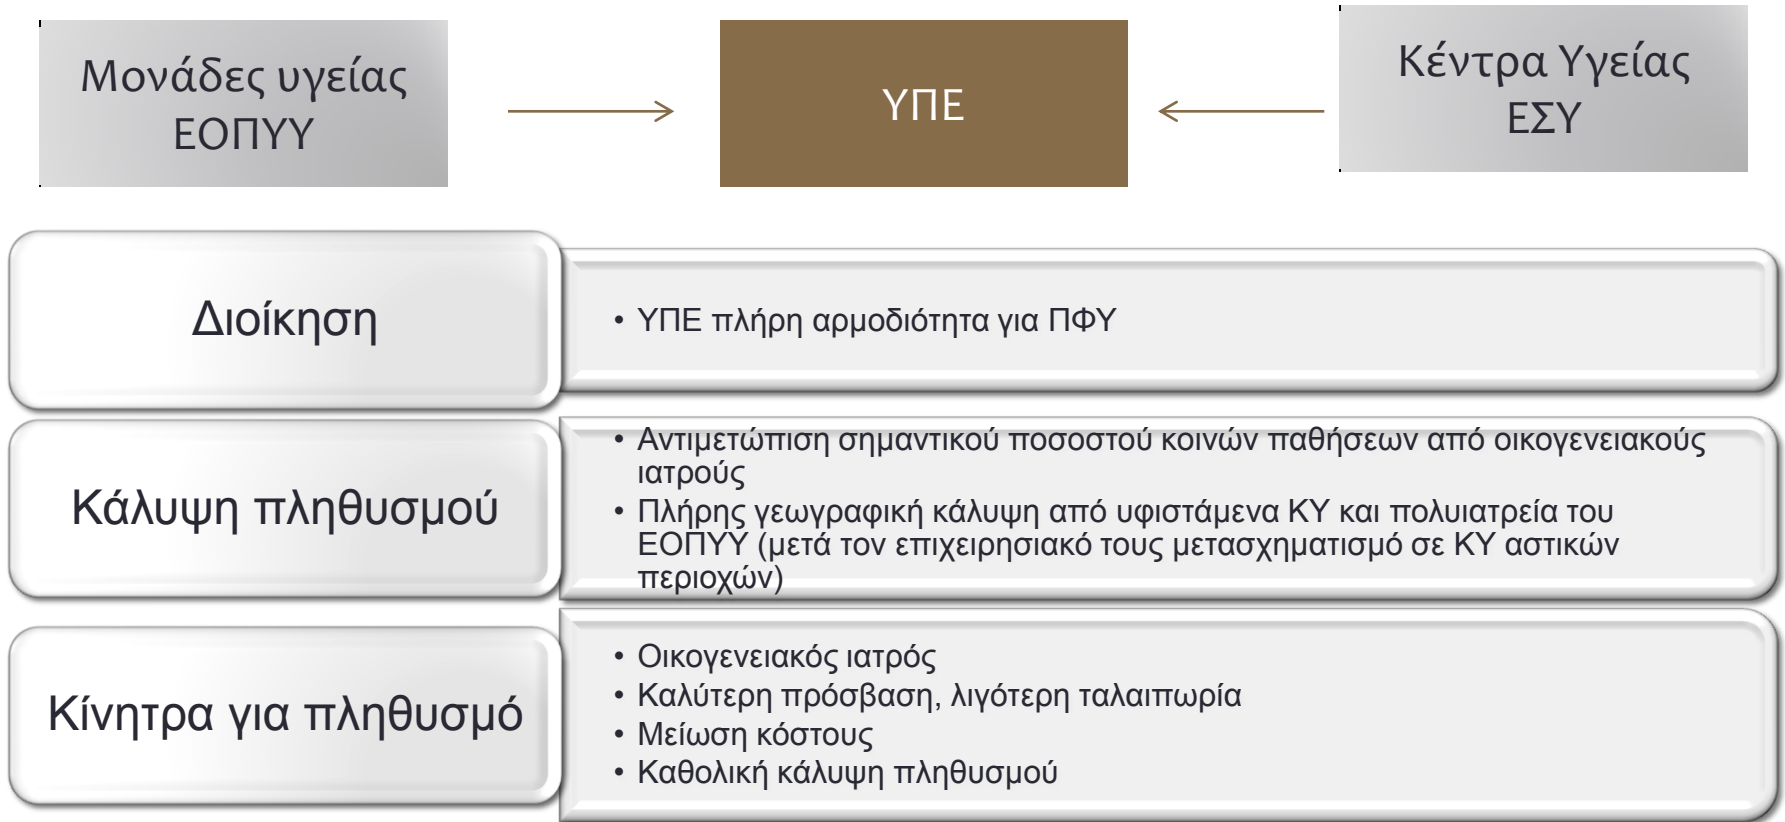 Μονάδες υγείας
ΕΟΠΥΥ
ΥΠΕ
Κέντρα Υγείας
ΕΣΥ
Διοίκηση
• ΥΠΕ πλήρη αρμοδιότητα για ΠΦΥ
Κάλυψη πληθυσμού
• Αντιμετώπιση σημαντικού ποσοστού κοινών παθήσεων από οικογενειακούς
ιατρούς
• Πλήρης γεωγραφική κάλυψη από υφιστάμενα ΚΥ και πολυιατρεία του
ΕΟΠΥΥ (μετά τον επιχειρησιακό τους μετασχηματισμό σε ΚΥ αστικών
περιοχών)
Κίνητρα για πληθυσμό
• Οικογενειακός ιατρός
• Καλύτερη πρόσβαση, λιγότερη ταλαιπωρία
• Μείωση κόστους
• Καθολική κάλυψη πληθυσμού